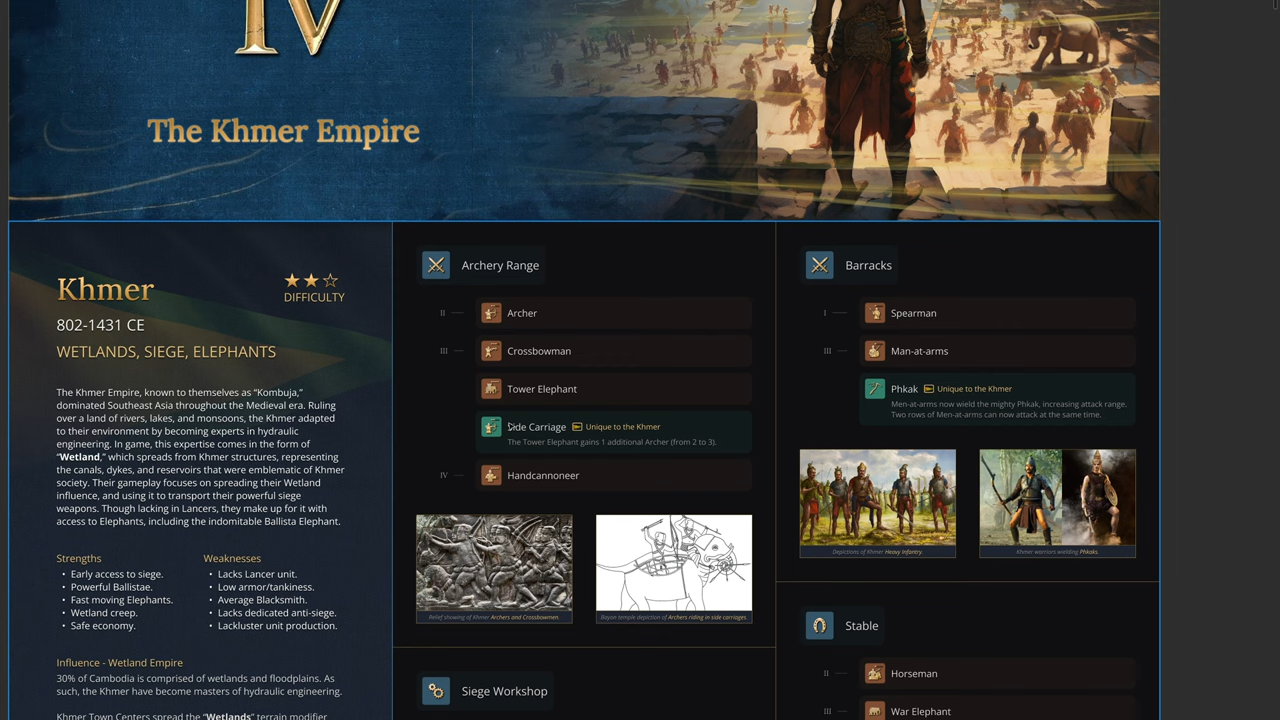 IV
The Khmer Empire
Khmer
DIFFICULTY
802-1431 CE
WETLANDS, SIEGE, ELEPHANTS
The Khmer Empire, known to themselves as “Kombuja,”
dominated Southeast Asia throughout the Medieval era. Ruling
over a land of rivers, lakes, and monsoons, the Khmer adapted
to their environment by becoming experts in hydraulic
engineering. In game, this expertise comes in the form of
“Wetland,” which spreads from Khmer structures, representing
the canals, dykes, and reservoirs that were emblematic of Khmer
society. Their gameplay focuses on spreading their Wetland
influence, and using it to transport their powerful siege
weapons. Though lacking in Lancers, they make up for it with
access to Elephants, including the indomitable Ballista Elephant.
Strengths
• Early access to siege.
• Powerful Ballistae.
• Fast moving Elephants.
• Wetland creep.
• Safe economy.
Weaknesses
• Lacks Lancer unit.
• Low armor/tankiness.
• Average Blacksmith.
• Lacks dedicated anti-siege.
• Lackluster unit production.
Influence - Wetland Empire
30% of Cambodia is comprised of wetlands and floodplains. As
such, the Khmer have become masters of hydraulic engineering.
Khmer Town Centers spread the “Wetlands” terrain modifier
Archery Range
II
Archer
III
Crossbowman
Tower Elephant
Side Carriage Unique to the Khmer
The Tower Elephant gains 1 additional Archer (from 2 to 3).
IV
Handcannoneer
Relief showing of Khmer Archers and Crossbowmen.
Bayon temple depiction of Archers riding in side carriages.
Siege Workshop
Barracks
I
Spearman
III
Man-at-arms
Phkak Unique to the Khmer
Men-at-arms now wield the mighty Phkak, increasing attack range.
Two rows of Men-at-arms can now attack at the same time.
Depictions of Khmer Heavy Infantry.
Khmer warriors wielding Phkaks.
Stable
II
Horseman
III
War Elephant